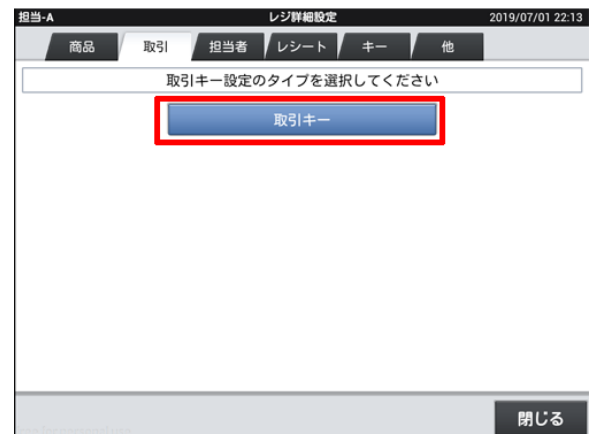 担当-A レジ詳細設定 2019/07/01 22:13
商品 取引 担当者 レシート キー 他
取引キー設定のタイプを選択してください
取引キー
閉じる